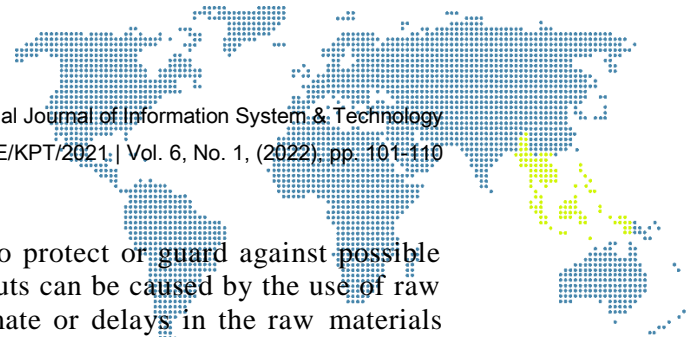 al Journal of Information System & Technology
E/KPT/2021 | Vol. 6, No. 1, (2022), pp. 101-110
o protect or guard against possible
uts can be caused by the use of raw
nate or delays in the raw materials